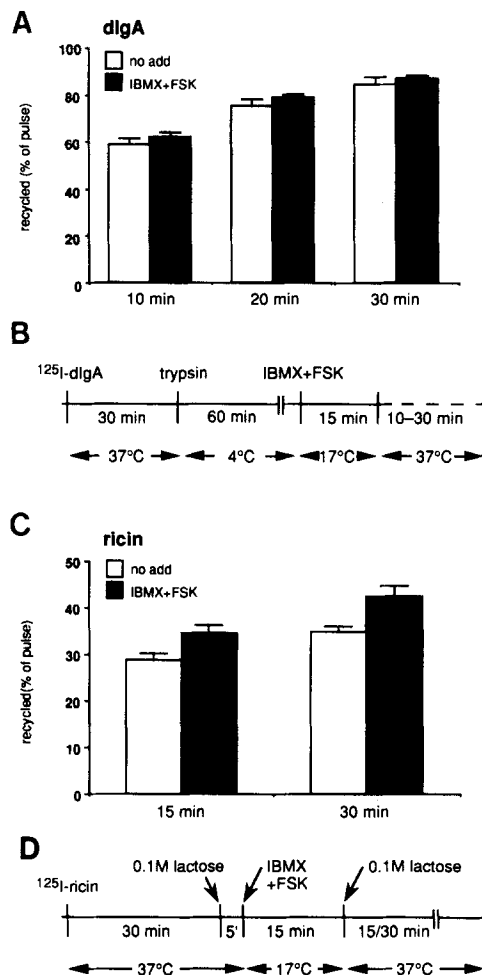 A
dIgA
no add
IBMX+FSK
recycled (% of pulse)
100
80
60
40
20
0
10 min
20 min
30 min
B
125I-dIgA
trypsin
IBMX+FSK
30 min
60 min
15 min
10–30 min
37°C
4°C
17°C
37°C
C
ricin
no add
IBMX+FSK
recycled(% of pulse)
50
40
30
20
10
0
15 min
30 min
D
125I-ricin
0.1M lactose
IBMX
+FSK
0.1M lactose
30 min
5'
15 min
15/30 min
37°C
17°C
37°C